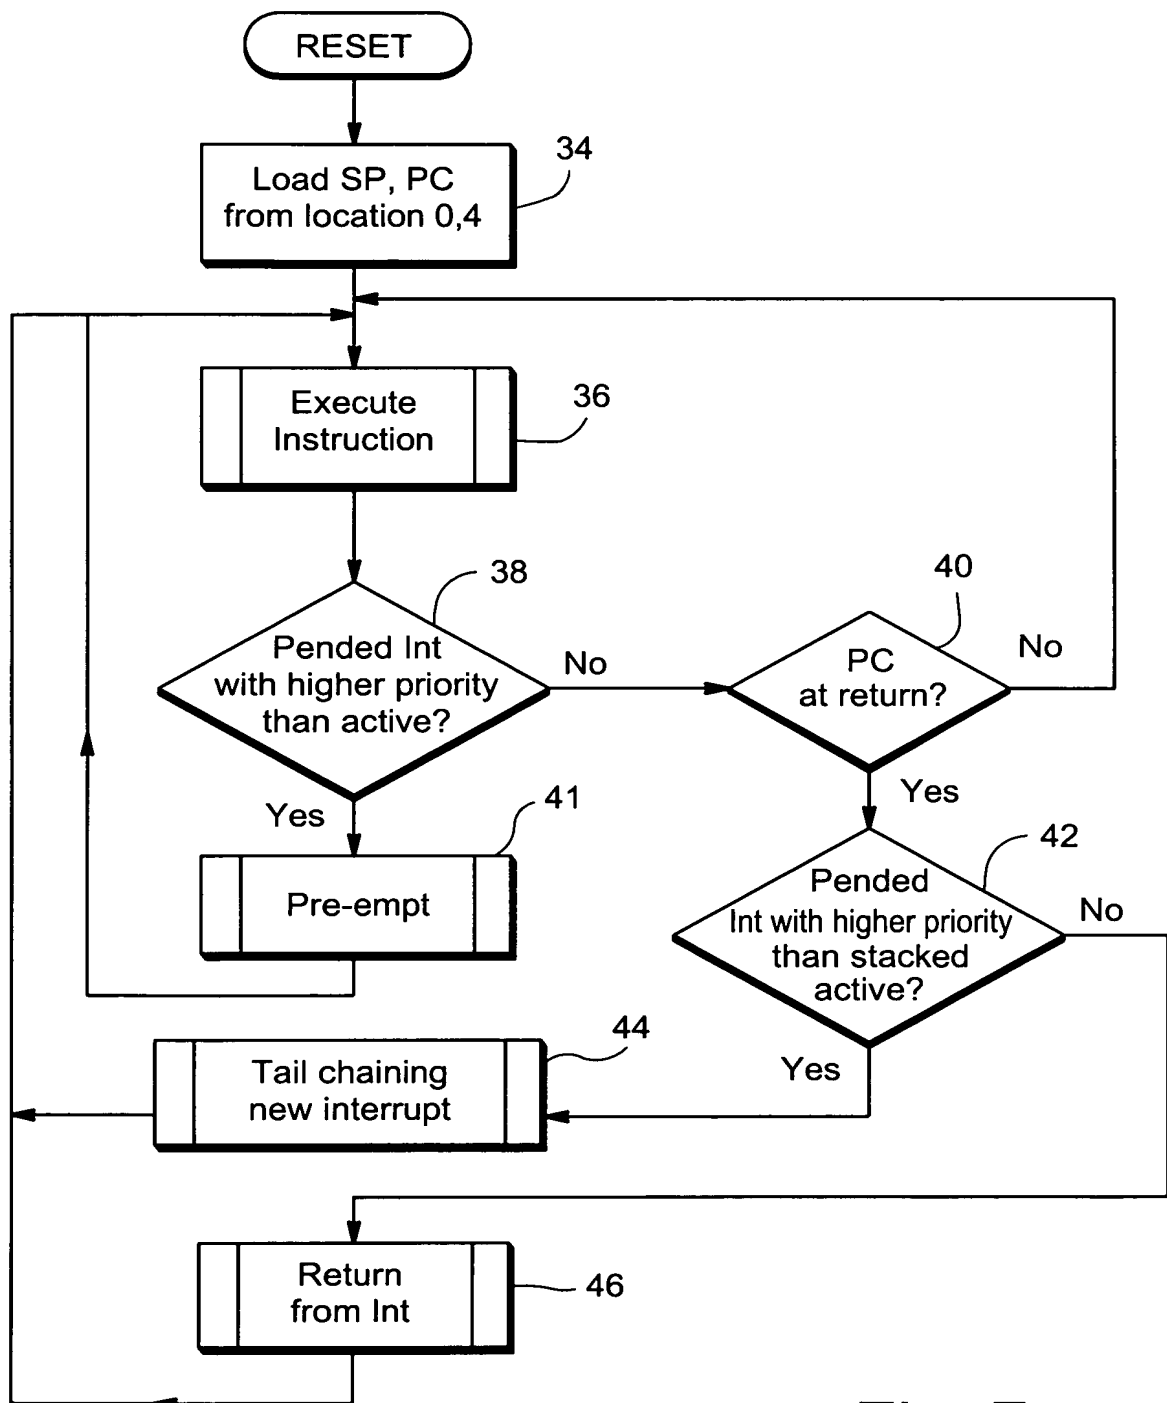 RESET
34
Load SP, PC
from location 0,4
36
Execute
Instruction
38
Pended Int
with higher priority
than active?
No
40
PC
at return?
No
Yes
41
Pre-empt
Yes
42
Pended
Int with higher priority
than stacked
active?
No
Yes
44
Tail chaining
new interrupt
46
Return
from Int